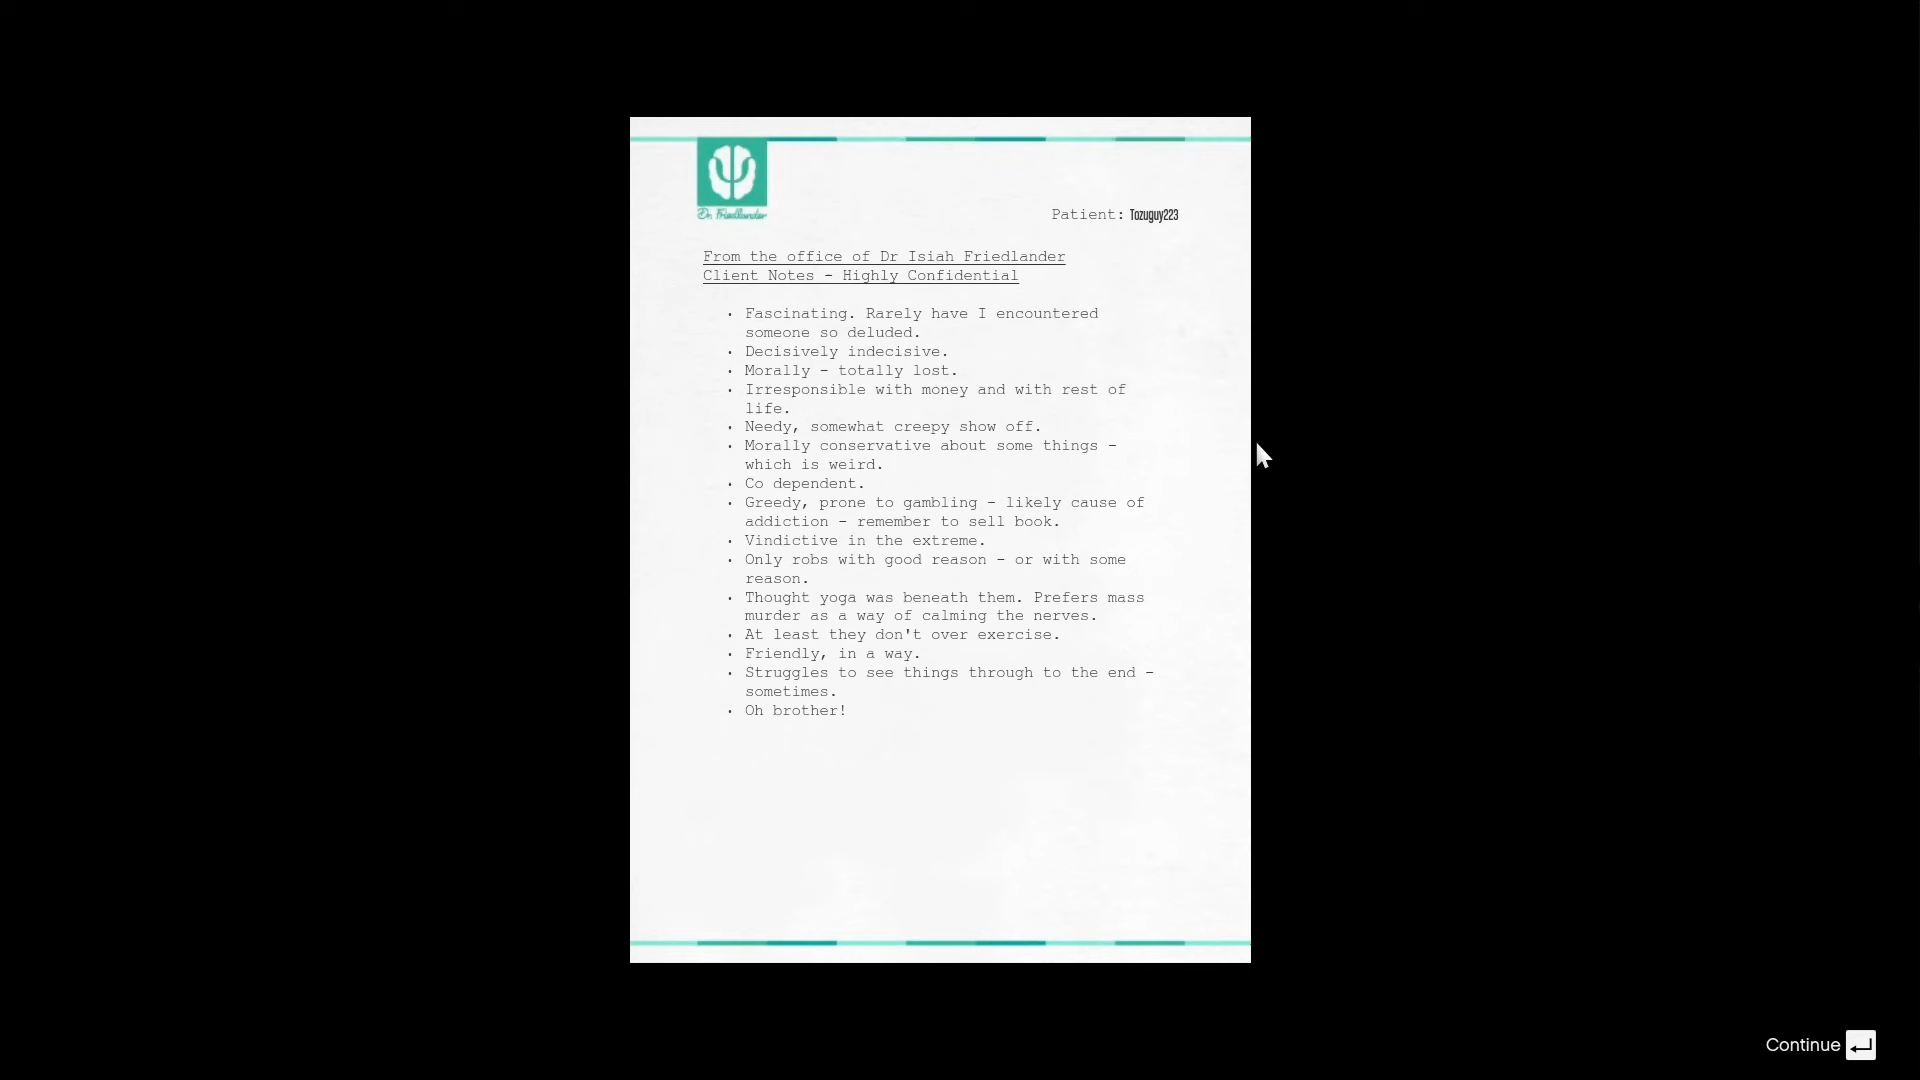 Dr. Friedlander
Patient: Tozuguy223
From the office of Dr Isiah Friedlander
Client Notes - Highly Confidential
• Fascinating. Rarely have I encountered
someone so deluded.
• Decisively indecisive.
• Morally - totally lost.
• Irresponsible with money and with rest of
life.
• Needy, somewhat creepy show off.
• Morally conservative about some things -
which is weird.
• Co dependent.
• Greedy, prone to gambling - likely cause of
addiction - remember to sell book.
• Vindictive in the extreme.
• Only robs with good reason - or with some
reason.
• Thought yoga was beneath them. Prefers mass
murder as a way of calming the nerves.
• At least they don't over exercise.
• Friendly, in a way.
• Struggles to see things through to the end -
sometimes.
• Oh brother!
Continue